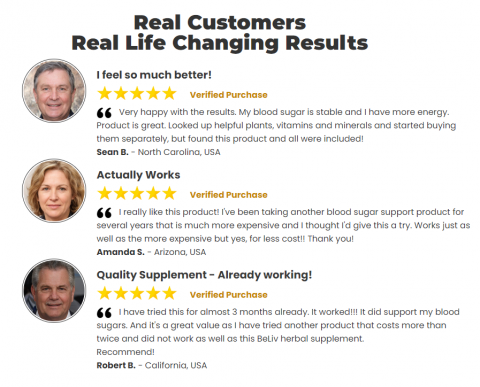 Real Customers
Real Life Changing Results
I feel so much better!
Verified Purchase
Very happy with the results. My blood sugar is stable and I have more energy.
Product is great. Looked up helpful plants, vitamins and minerals and started buying
them separately, but found this product and all were included!
Sean B. - North Carolina, USA
Actually Works
Verified Purchase
I really like this product! I've been taking another blood sugar support product for
several years that is much more expensive and I thought I'd give this a try. Works just as
well as the more expensive but yes, for less cost!! Thank you!
Amanda S. - Arizona, USA
Quality Supplement - Already working!
Verified Purchase
I have tried this for almost 3 months already. It worked!!! It did support my blood
sugars. And it's a great value as I have tried another product that costs more than
twice and did not work as well as this BeLiv herbal supplement.
Recommend!
Robert B. - California, USA